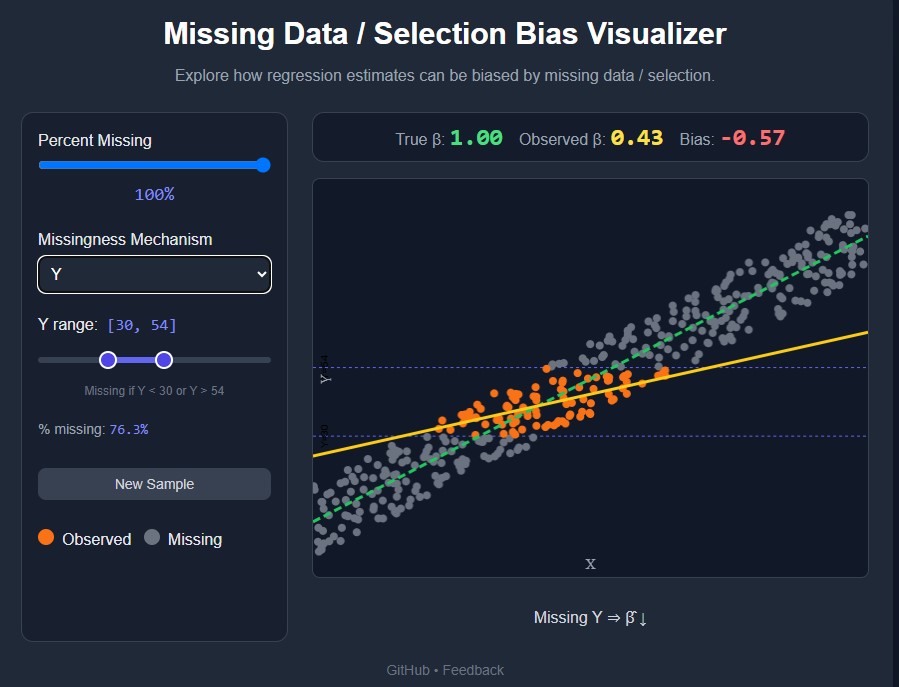 Missing Data / Selection Bias Visualizer
Explore how regression estimates can be biased by missing data / selection.
Percent Missing
100%
Missingness Mechanism
Y
Y range: [30, 54]
Missing if Y < 30 or Y > 54
% missing: 76.3%
New Sample
Observed Missing
True β: 1.00 Observed β: 0.43 Bias: -0.57
Y
X
Missing Y ⇒ β̂ ↓
GitHub • Feedback